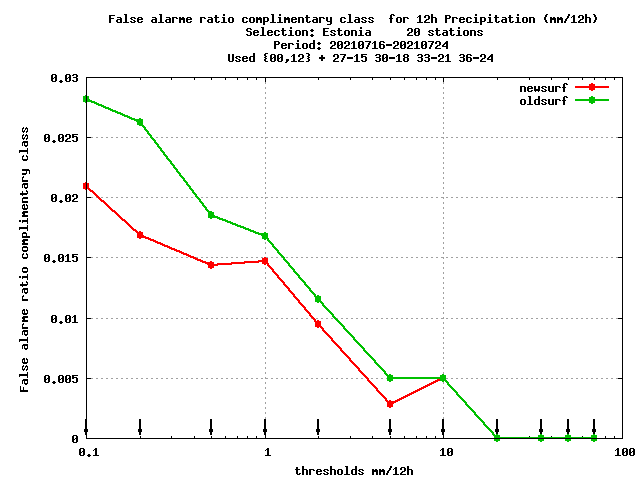 False alarme ratio complimentary class  for 12h Precipitation (mm/12h)
Selection: Estonia     20 stations
Period: 20210716-20210724
Used {00,12} + 27-15 30-18 33-21 36-24
newsurf
oldsurf
False alarme ratio complimentary class
0.03
0.025
0.02
0.015
0.01
0.005
0
0.1 1 10 100
thresholds mm/12h